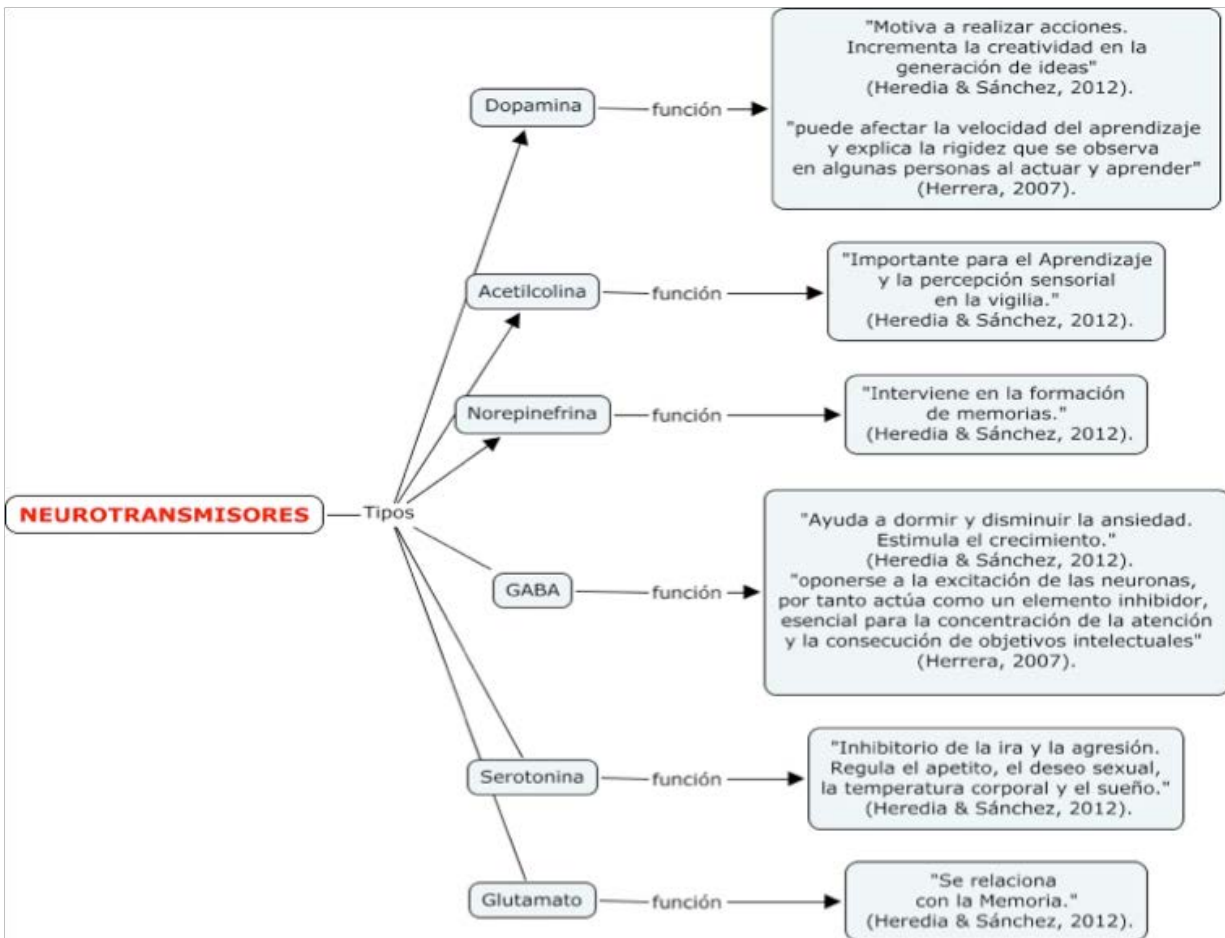 NEUROTRANSMISORES
Tipos
Dopamina
función
"Motiva a realizar acciones.
Incrementa la creatividad en la
generación de ideas"
(Heredia & Sánchez, 2012).
"puede afectar la velocidad del aprendizaje
y explica la rigidez que se observa
en algunas personas al actuar y aprender"
(Herrera, 2007).
Acetilcolina
función
"Importante para el Aprendizaje
y la percepción sensorial
en la vigilia."
(Heredia & Sánchez, 2012).
Norepinefrina
función
"Interviene en la formación
de memorias."
(Heredia & Sánchez, 2012).
GABA
función
"Ayuda a dormir y disminuir la ansiedad.
Estimula el crecimiento."
(Heredia & Sánchez, 2012).
"oponerse a la excitación de las neuronas,
por tanto actúa como un elemento inhibidor,
esencial para la concentración de la atención
y la consecución de objetivos intelectuales"
(Herrera, 2007).
Serotonina
función
"Inhibitorio de la ira y la agresión.
Regula el apetito, el deseo sexual,
la temperatura corporal y el sueño."
(Heredia & Sánchez, 2012).
Glutamato
función
"Se relaciona
con la Memoria."
(Heredia & Sánchez, 2012).